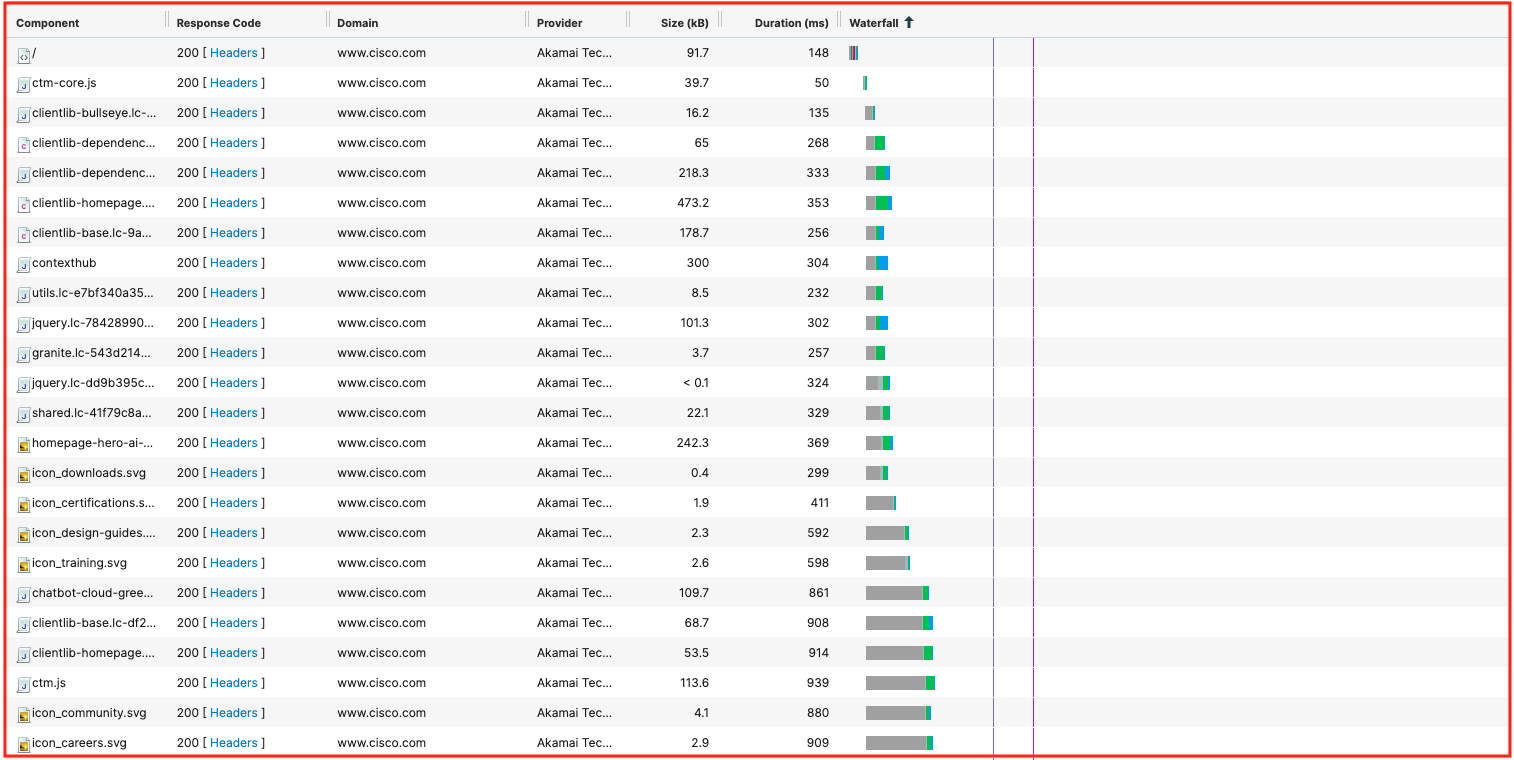 Component Response Code Domain Provider Size (kB) Duration (ms) Waterfall ↑
/ 200 [ Headers ] www.cisco.com Akamai Tec... 91.7 148
ctm-core.js 200 [ Headers ] www.cisco.com Akamai Tec... 39.7 50
clientlib-bullseye.lc-... 200 [ Headers ] www.cisco.com Akamai Tec... 16.2 135
clientlib-dependenc... 200 [ Headers ] www.cisco.com Akamai Tec... 65 268
clientlib-dependenc... 200 [ Headers ] www.cisco.com Akamai Tec... 218.3 333
clientlib-homepage.... 200 [ Headers ] www.cisco.com Akamai Tec... 473.2 353
clientlib-base.lc-9a... 200 [ Headers ] www.cisco.com Akamai Tec... 178.7 256
contexthub 200 [ Headers ] www.cisco.com Akamai Tec... 300 304
utils.lc-e7bf340a35... 200 [ Headers ] www.cisco.com Akamai Tec... 8.5 232
jquery.lc-78428990... 200 [ Headers ] www.cisco.com Akamai Tec... 101.3 302
granite.lc-543d214... 200 [ Headers ] www.cisco.com Akamai Tec... 3.7 257
jquery.lc-dd9b395c... 200 [ Headers ] www.cisco.com Akamai Tec... < 0.1 324
shared.lc-41f79c8a... 200 [ Headers ] www.cisco.com Akamai Tec... 22.1 329
homepage-hero-ai-... 200 [ Headers ] www.cisco.com Akamai Tec... 242.3 369
icon_downloads.svg 200 [ Headers ] www.cisco.com Akamai Tec... 0.4 299
icon_certifications.s... 200 [ Headers ] www.cisco.com Akamai Tec... 1.9 411
icon_design-guides.... 200 [ Headers ] www.cisco.com Akamai Tec... 2.3 592
icon_training.svg 200 [ Headers ] www.cisco.com Akamai Tec... 2.6 598
chatbot-cloud-gree... 200 [ Headers ] www.cisco.com Akamai Tec... 109.7 861
clientlib-base.lc-df2... 200 [ Headers ] www.cisco.com Akamai Tec... 68.7 908
clientlib-homepage.... 200 [ Headers ] www.cisco.com Akamai Tec... 53.5 914
ctm.js 200 [ Headers ] www.cisco.com Akamai Tec... 113.6 939
icon_community.svg 200 [ Headers ] www.cisco.com Akamai Tec... 4.1 880
icon_careers.svg 200 [ Headers ] www.cisco.com Akamai Tec... 2.9 909